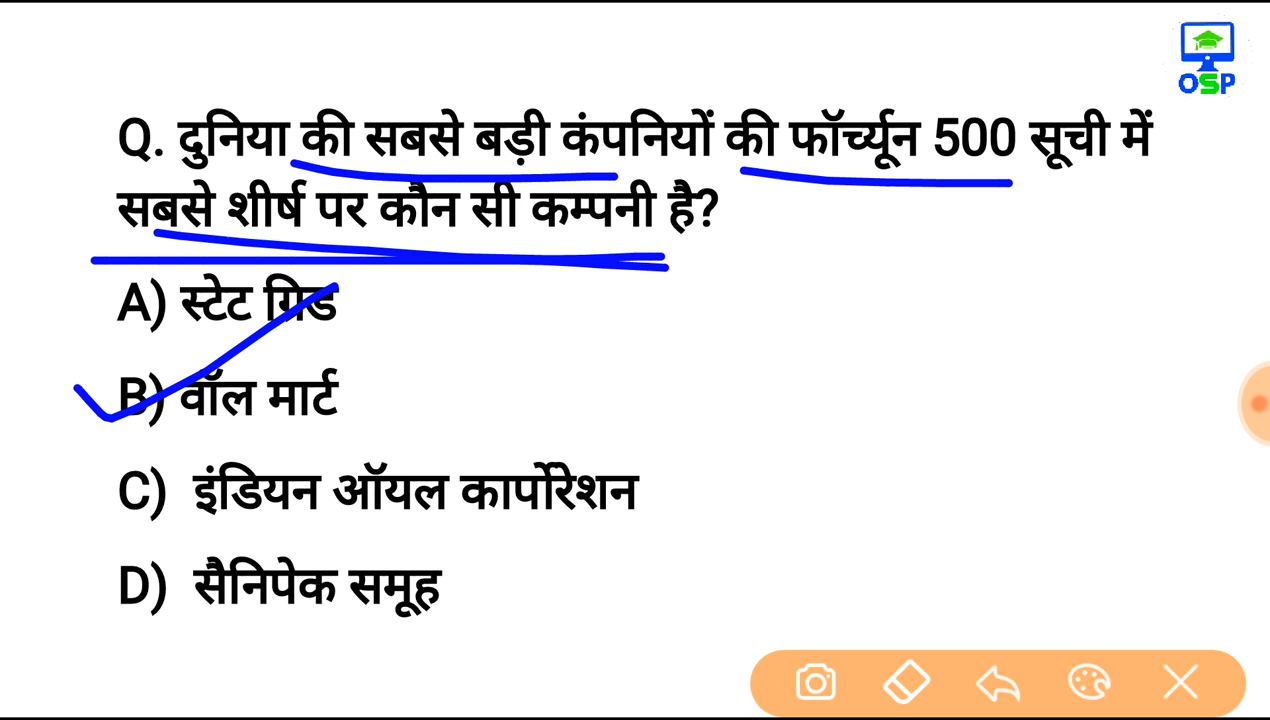 OSP
Q. दुनिया की सबसे बड़ी कंपनियों की फॉर्च्यून 500 सूची में
सबसे शीर्ष पर कौन सी कम्पनी है?
A) स्टेट ग्रिड
B) वॉल मार्ट
C) इंडियन ऑयल कार्पोरेशन
D) सैनिपेक समूह